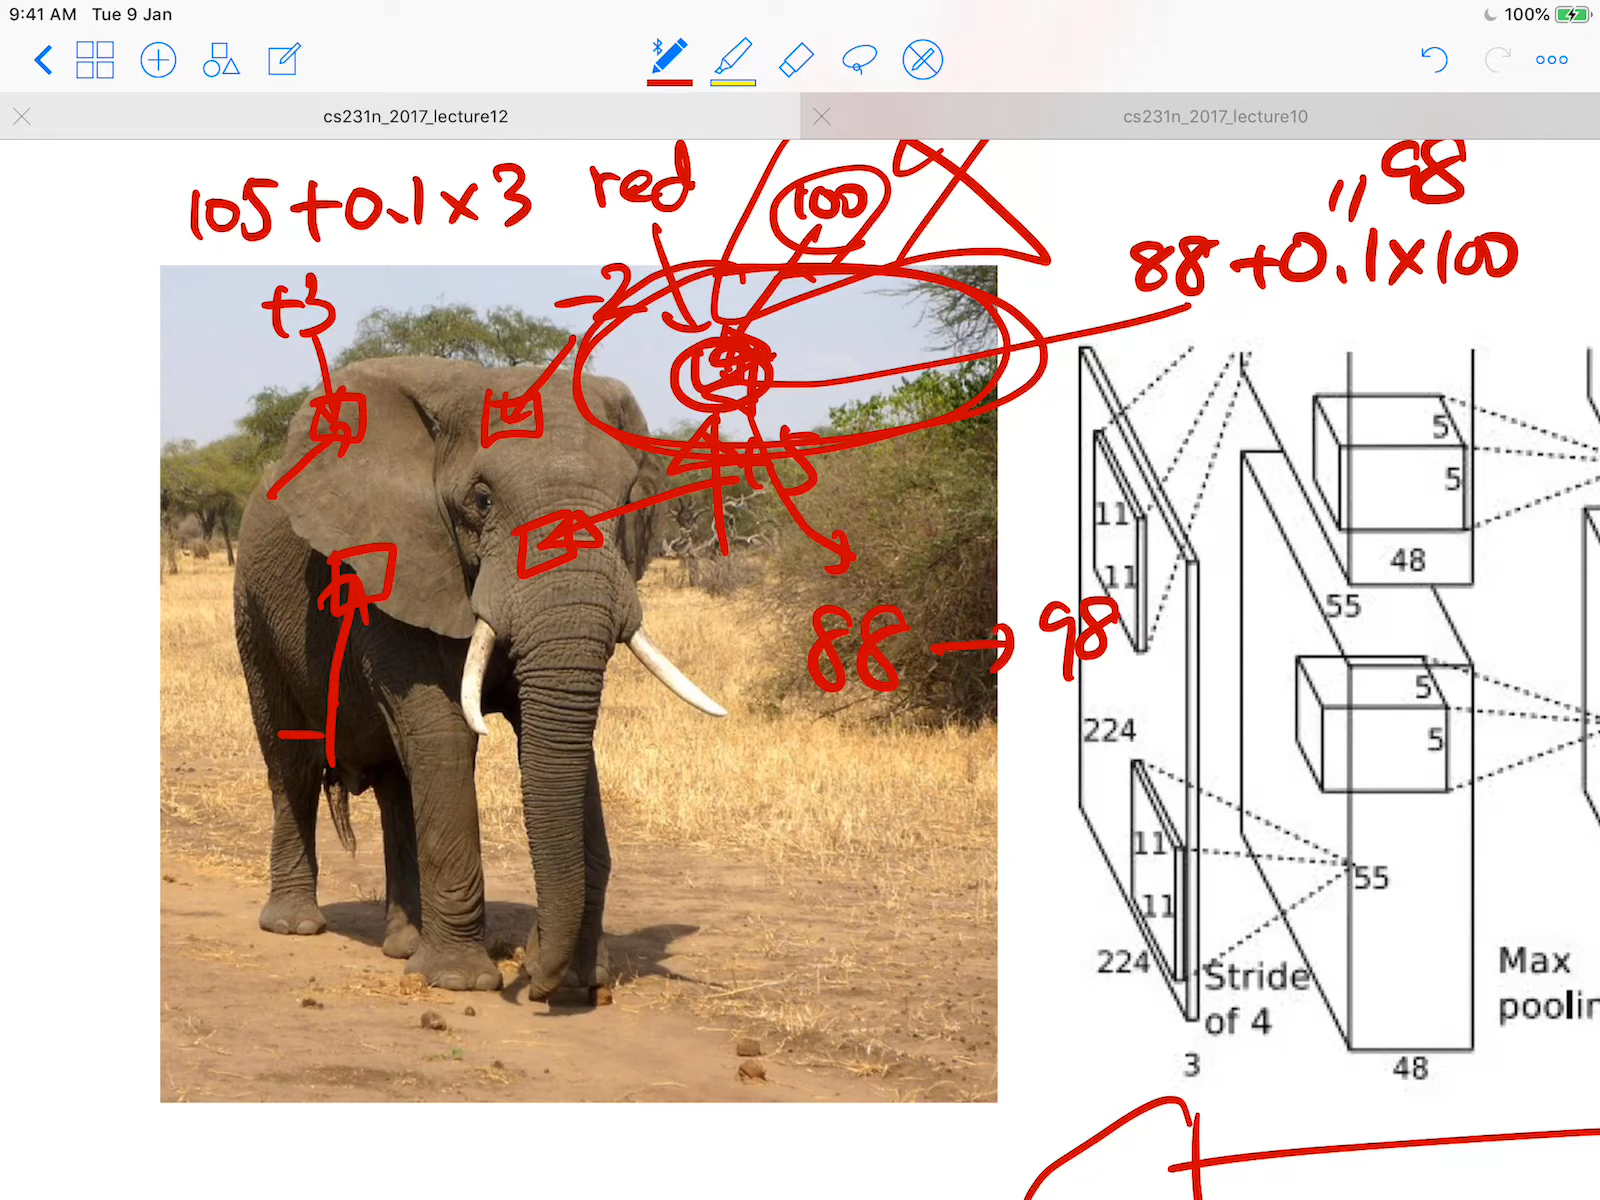 9:41 AM Tue 9 Jan
100%
cs231n_2017_lecture12
cs231n_2017_lecture10
105+0.1×3
red
100
98
"
88+0.1×100
+3
-2
5
5
11
11
48
55
88 → 98
5
5
224
11
11
55
224
Stride
of 4
Max
poolin
3
48